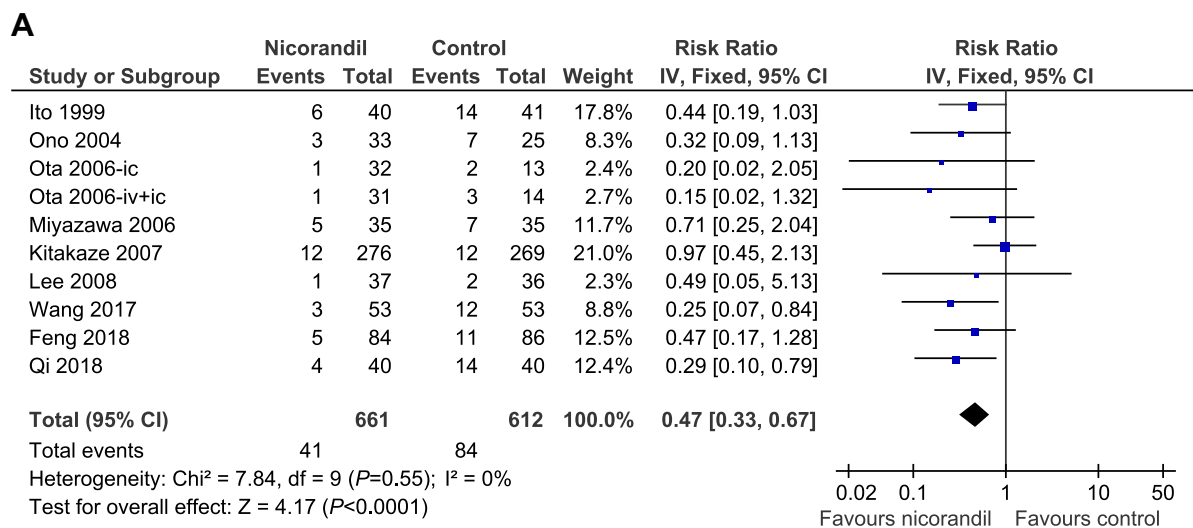 A
Nicorandil Control Risk Ratio Risk Ratio
Study or Subgroup Events Total Events Total Weight IV, Fixed, 95% CI IV, Fixed, 95% CI
Ito 1999 6 40 14 41 17.8% 0.44 [0.19, 1.03]
Ono 2004 3 33 7 25 8.3% 0.32 [0.09, 1.13]
Ota 2006-ic 1 32 2 13 2.4% 0.20 [0.02, 2.05]
Ota 2006-iv+ic 1 31 3 14 2.7% 0.15 [0.02, 1.32]
Miyazawa 2006 5 35 7 35 11.7% 0.71 [0.25, 2.04]
Kitakaze 2007 12 276 12 269 21.0% 0.97 [0.45, 2.13]
Lee 2008 1 37 2 36 2.3% 0.49 [0.05, 5.13]
Wang 2017 3 53 12 53 8.8% 0.25 [0.07, 0.84]
Feng 2018 5 84 11 86 12.5% 0.47 [0.17, 1.28]
Qi 2018 4 40 14 40 12.4% 0.29 [0.10, 0.79]
Total (95% CI) 661 612 100.0% 0.47 [0.33, 0.67]
Total events 41 84
Heterogeneity: Chi² = 7.84, df = 9 (P=0.55); I² = 0%
Test for overall effect: Z = 4.17 (P<0.0001)
0.02 0.1 1 10 50
Favours nicorandil Favours control